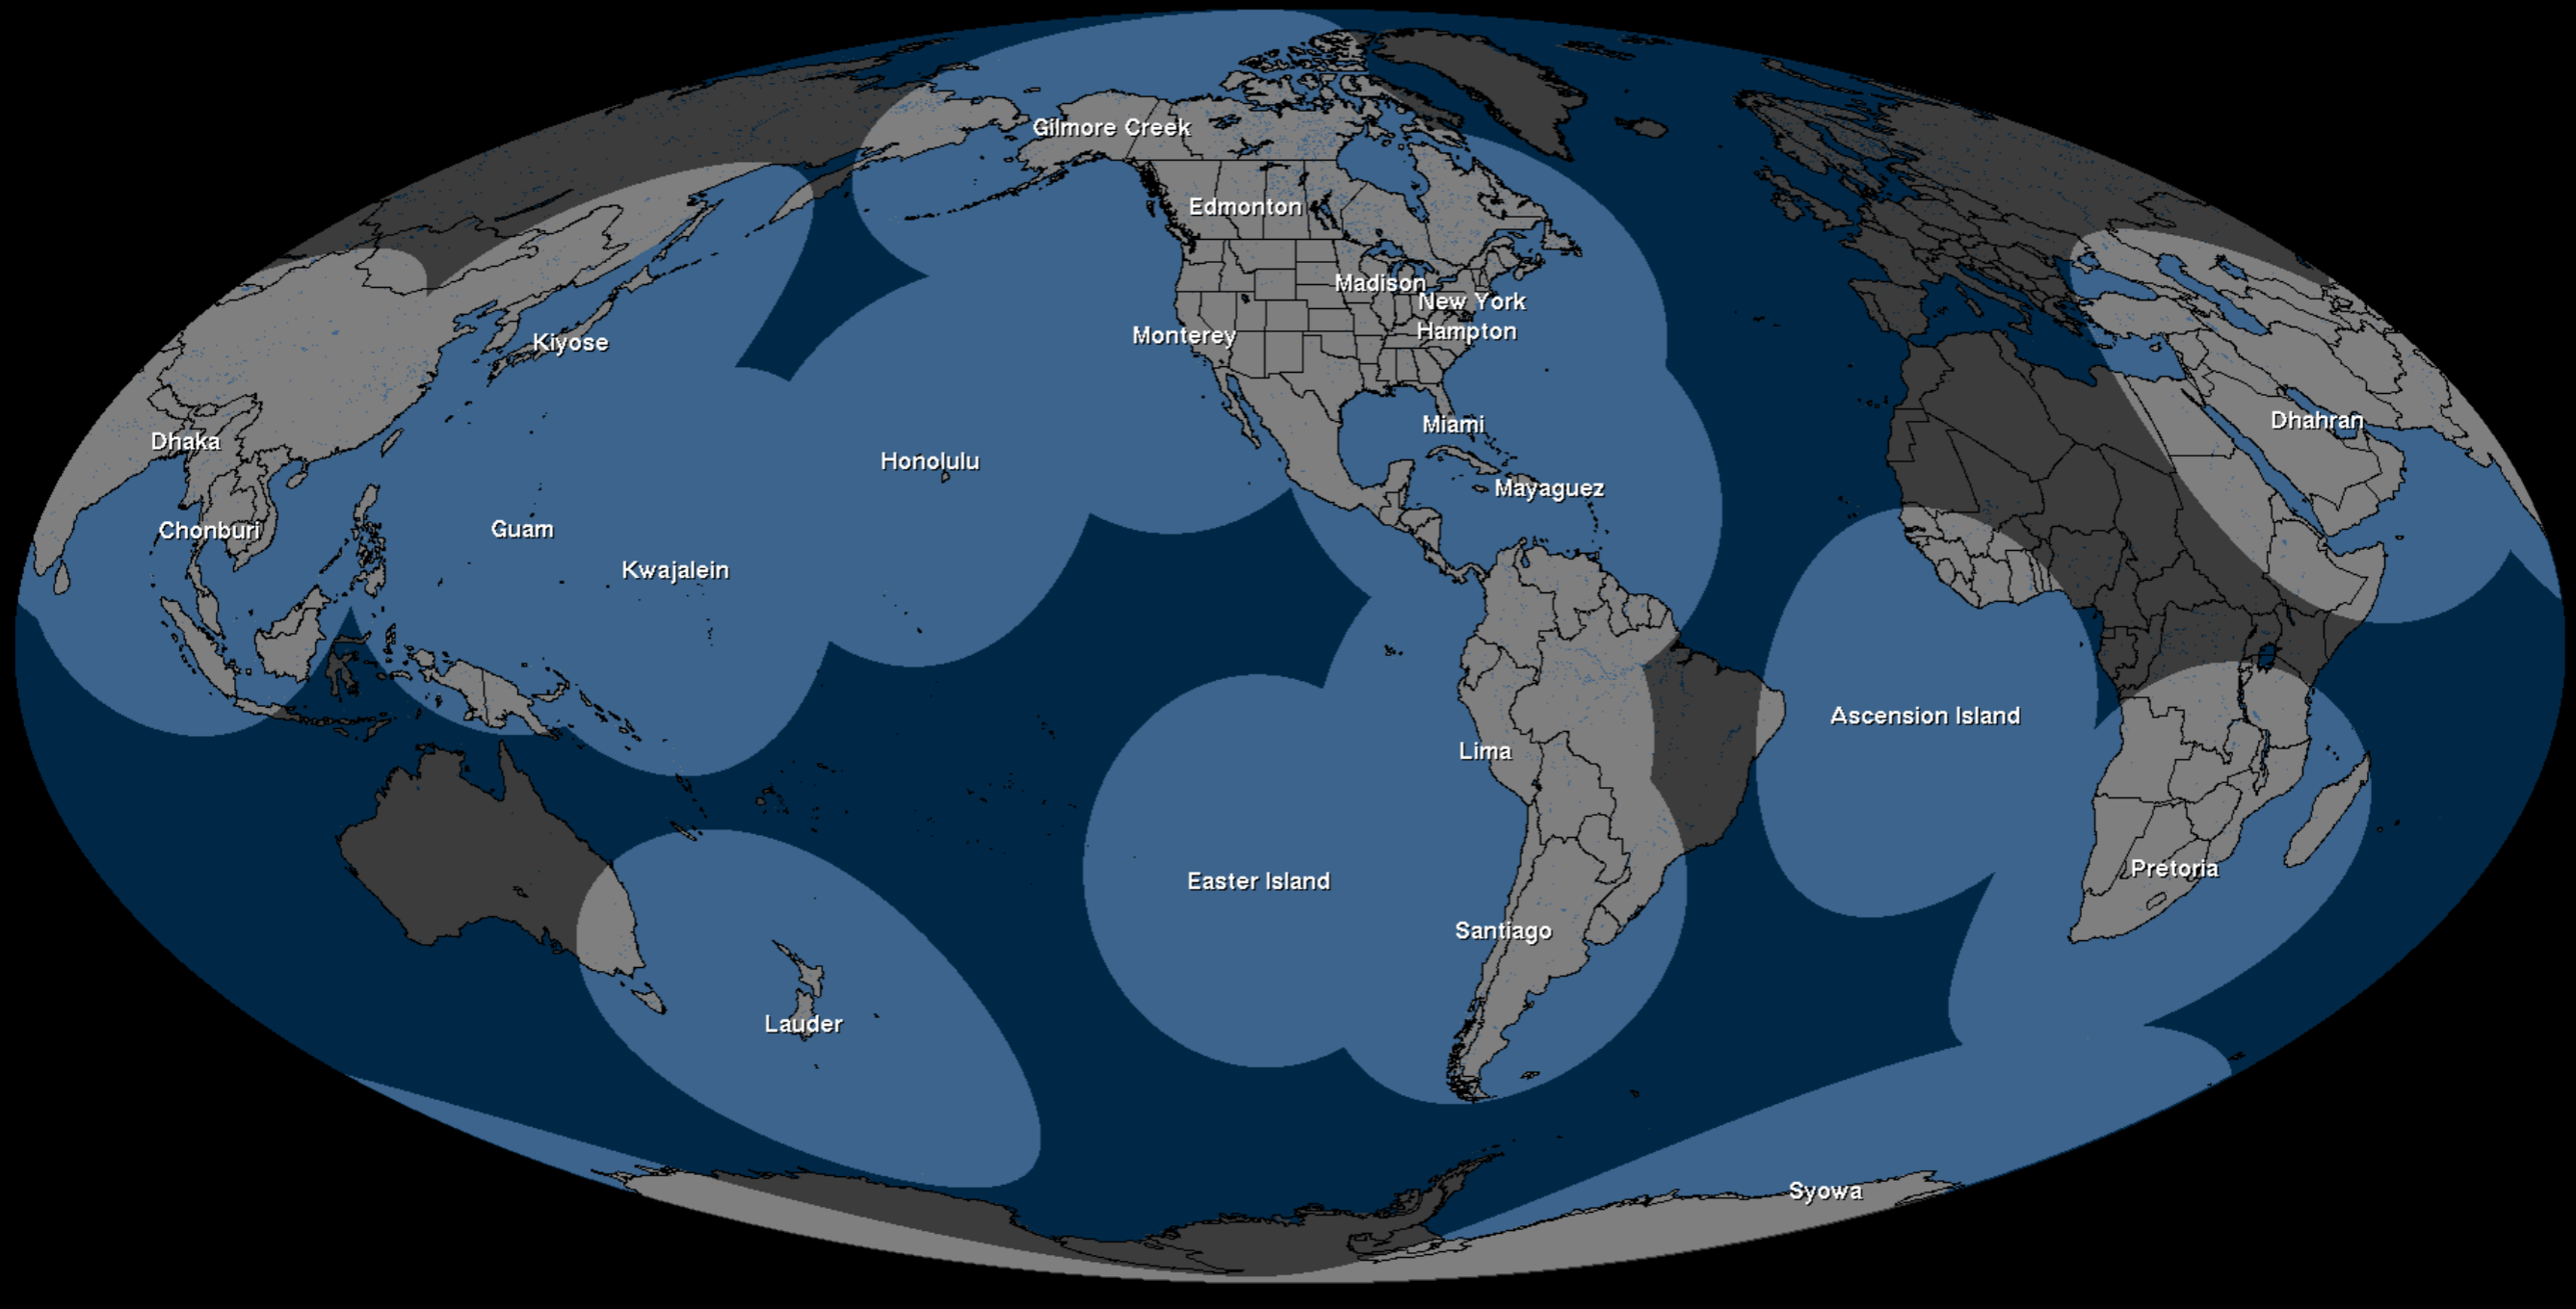 Gilmore Creek
Edmonton
Madison
New York
Hampton
Monterey
Kiyose
Miami
Dhahran
Dhaka
Honolulu
Mayaguez
Chonburi
Guam
Kwajalein
Ascension Island
Lima
Pretoria
Easter Island
Santiago
Lauder
Syowa